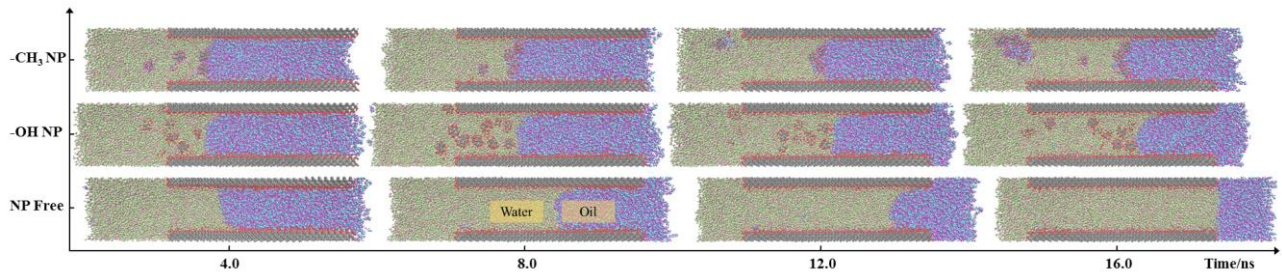 -CH₃ NP
-OH NP
NP Free
Water
Oil
4.0
8.0
12.0
16.0
Time/ns